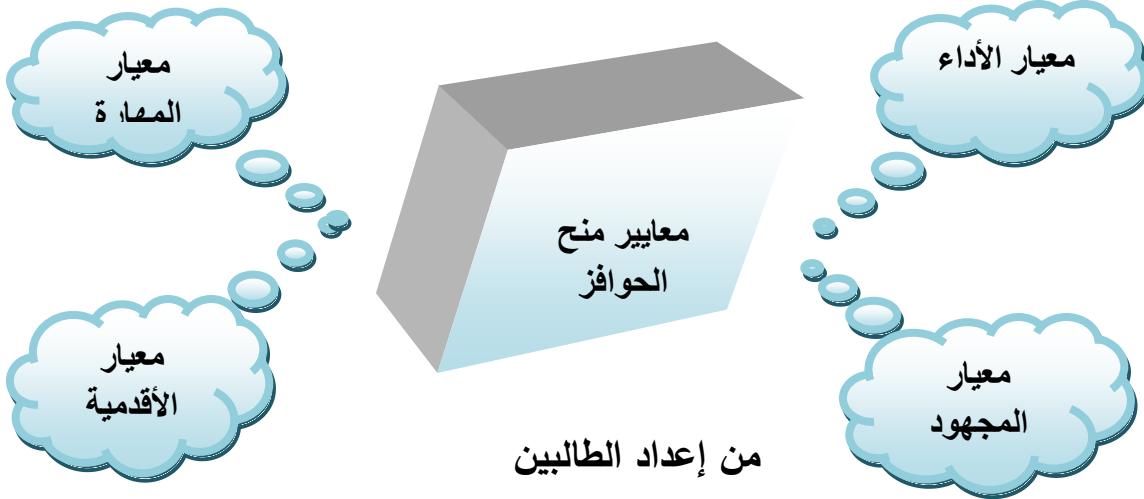 معيار الأداء
معيار
المهارة
معايير منح
الحوافز
معيار
المجهود
معيار
الأقدمية
من إعداد الطالبين